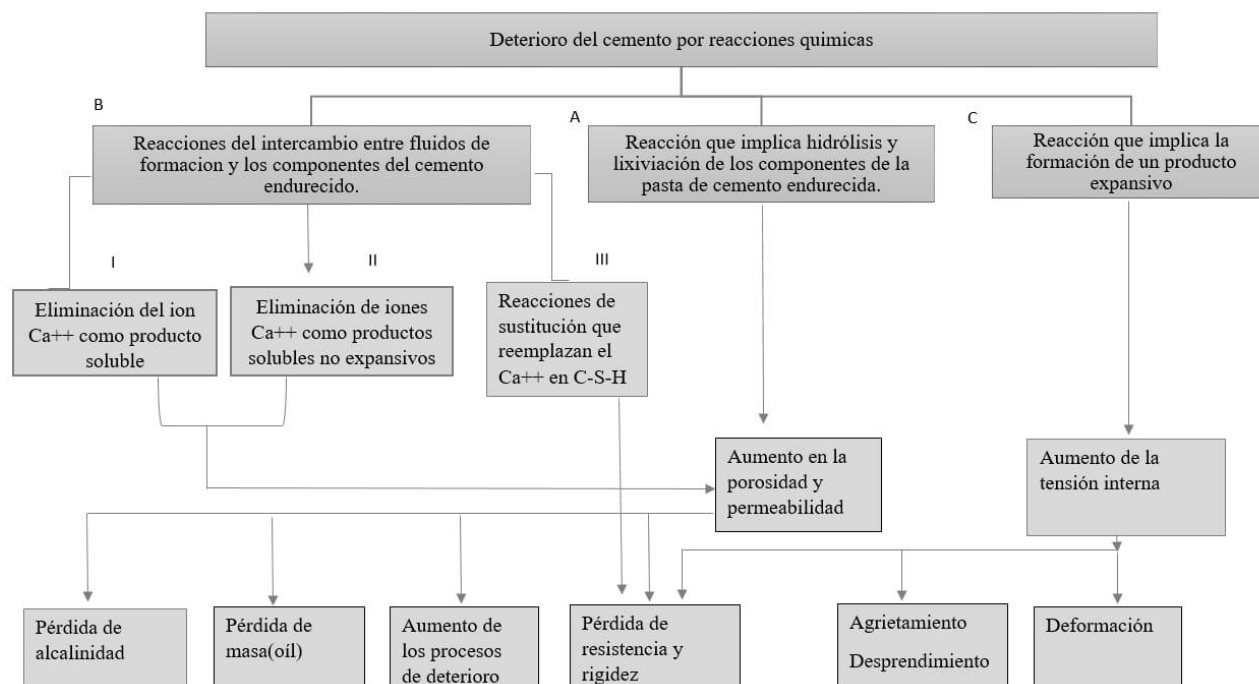 Deterioro del cemento por reacciones quimicas
B
Reacciones del intercambio entre fluidos de
formacion y los componentes del cemento
endurecido.
A
Reacción que implica hidrólisis y
lixiviación de los componentes de la
pasta de cemento endurecida.
C
Reacción que implica la
formación de un producto
expansivo
I
Eliminación del ion
Ca++ como producto
soluble
II
Eliminación de iones
Ca++ como productos
solubles no expansivos
III
Reacciones de
sustitución que
reemplazan el
Ca++ en C-S-H
Aumento en la
porosidad y
permeabilidad
Aumento de la
tensión interna
Pérdida de
alcalinidad
Pérdida de
masa(oíl)
Aumento de
los procesos
de deterioro
Pérdida de
resistencia y
rigidez
Agrietamiento
Desprendimiento
Deformación